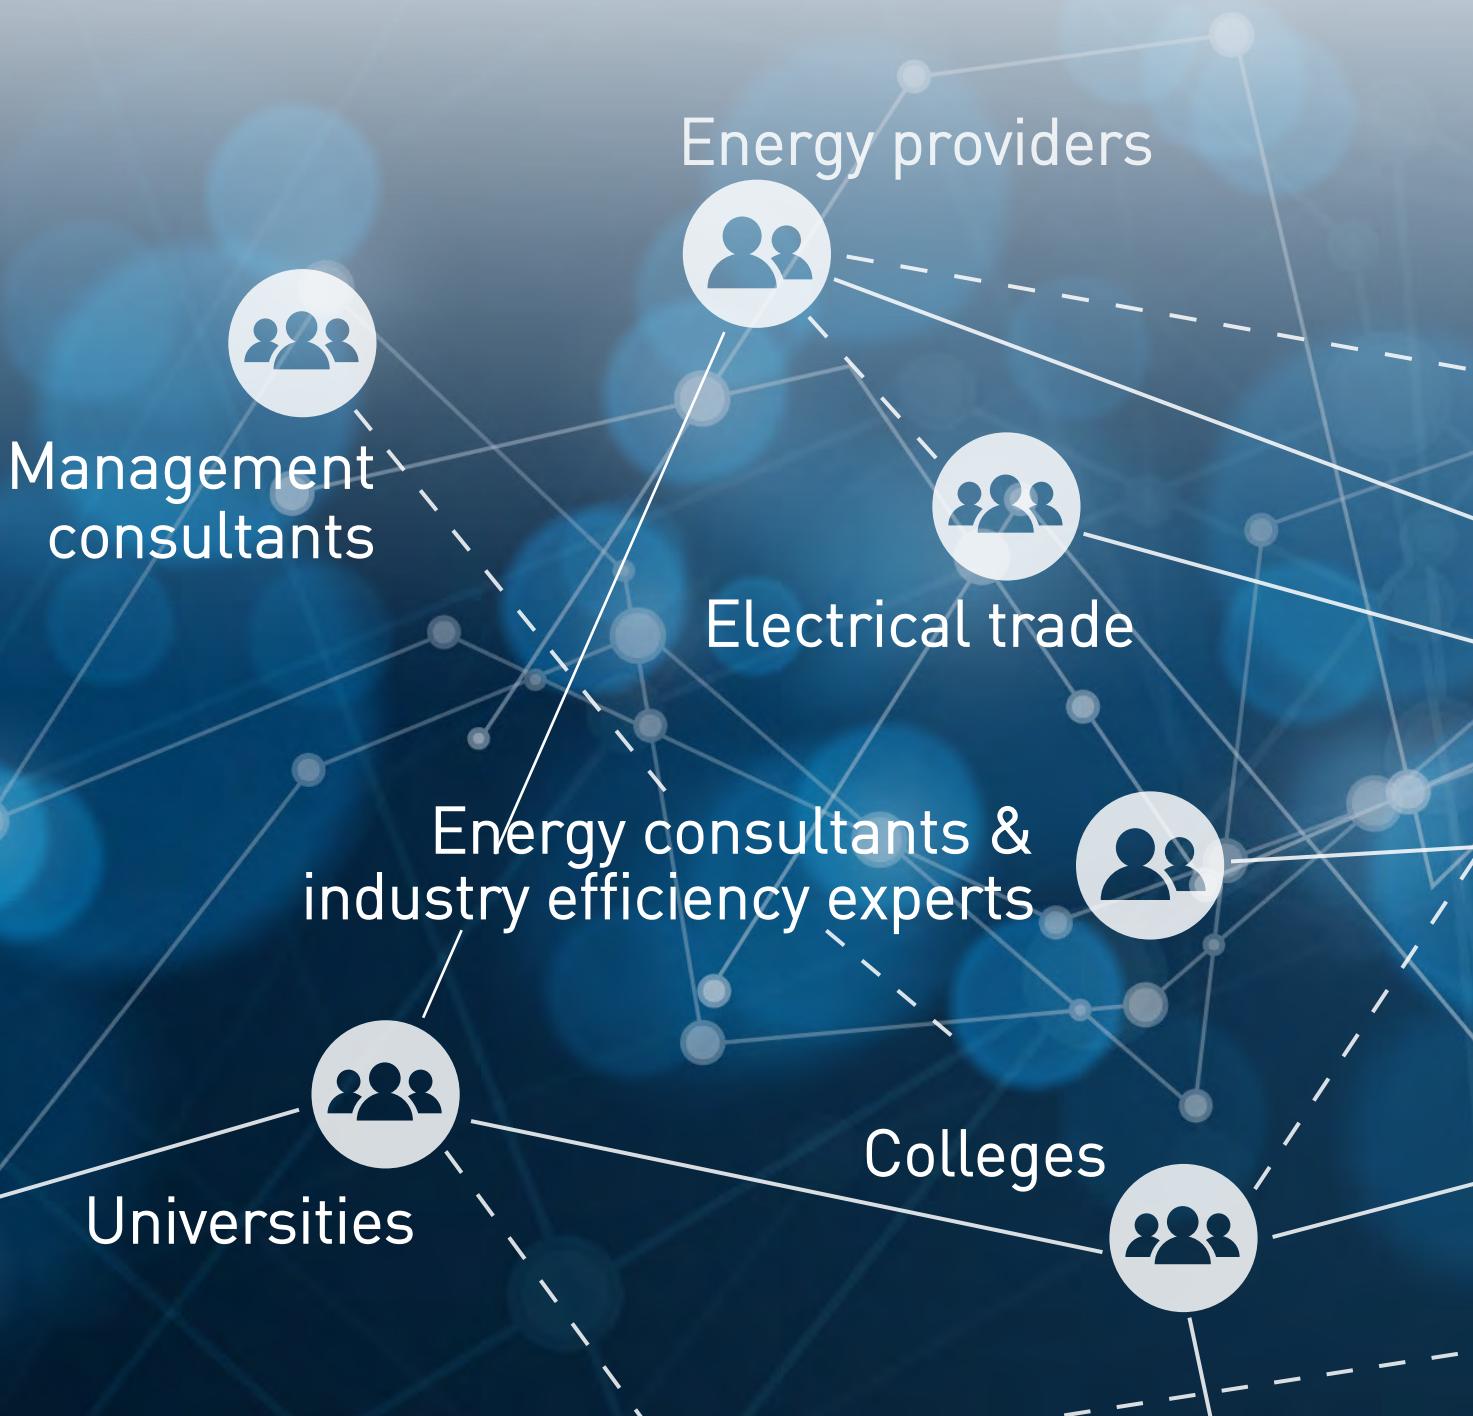 Energy providers
Management
consultants
Electrical trade
Energy consultants &
industry efficiency experts
Colleges
Universities